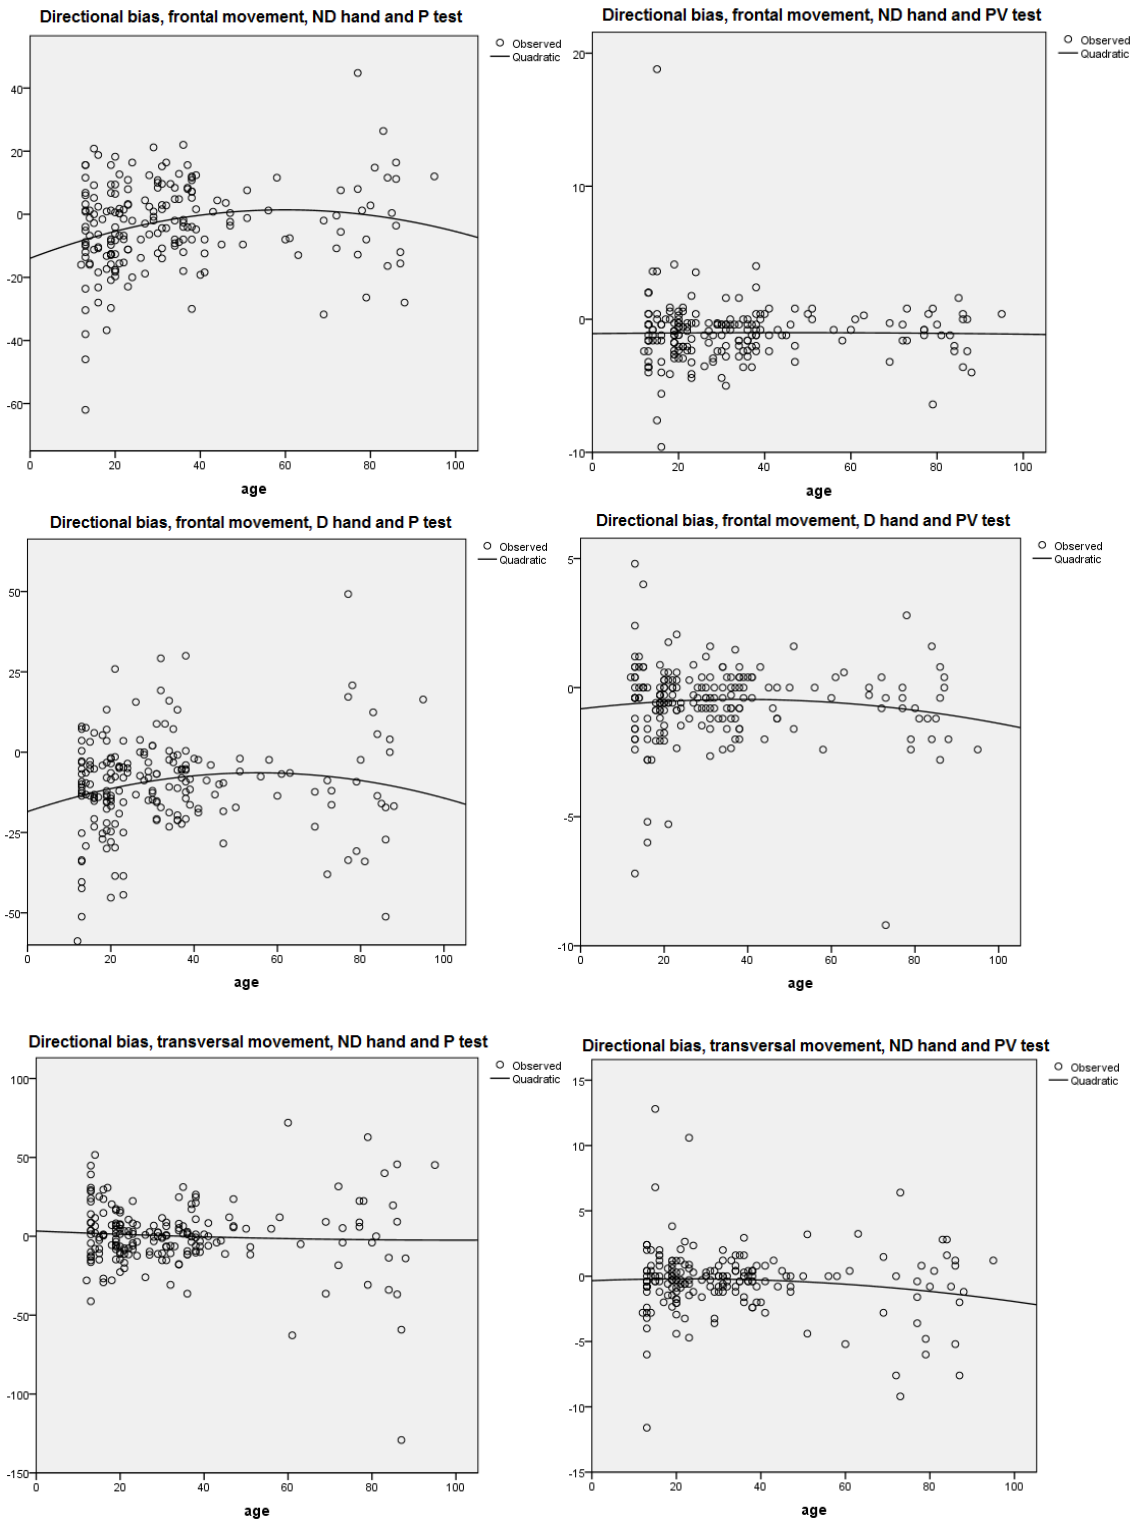 Directional bias, frontal movement, ND hand and P test
Observed
Quadratic
40
20
0
-20
-40
-60
0 20 40 60 80 100
age
Directional bias, frontal movement, ND hand and PV test
Observed
Quadratic
20
10
0
-10
0 20 40 60 80 100
age
Directional bias, frontal movement, D hand and P test
Observed
Quadratic
50
25
0
-25
-50
0 20 40 60 80 100
age
Directional bias, frontal movement, D hand and PV test
Observed
Quadratic
5
0
-5
-10
0 20 40 60 80 100
age
Directional bias, transversal movement, ND hand and P test
Observed
Quadratic
100
50
0
-50
-100
-150
0 20 40 60 80 100
age
Directional bias, transversal movement, ND hand and PV test
Observed
Quadratic
15
10
5
0
-5
-10
-15
0 20 40 60 80 100
age